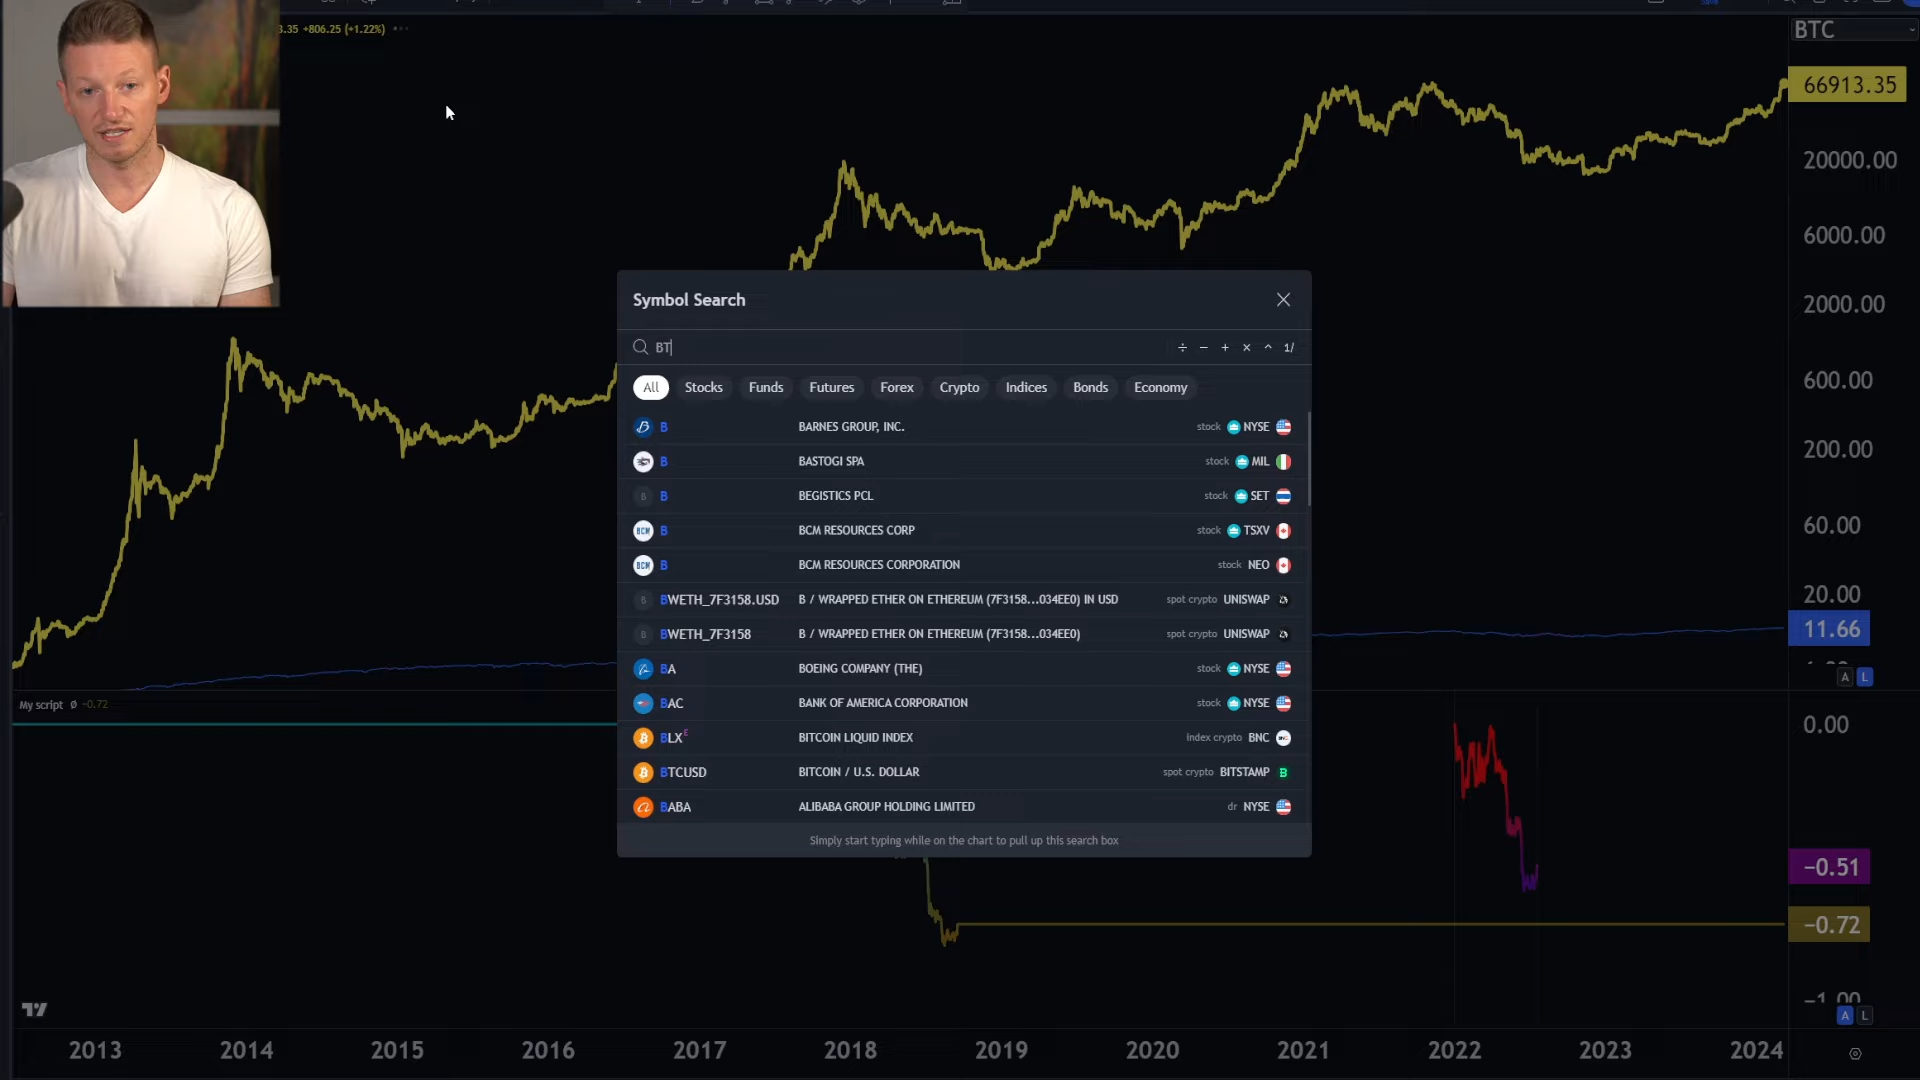 3.35 +806.25 (+1.22%)
BTC
66913.35
20000.00
6000.00
2000.00
600.00
200.00
60.00
20.00
11.66
A L
Symbol Search
BT
÷ − + × ^ 1/
All Stocks Funds Futures Forex Crypto Indices Bonds Economy
B BARNES GROUP, INC. stock NYSE
B BASTOGI SPA stock MIL
B BEGISTICS PCL stock SET
BCM B BCM RESOURCES CORP stock TSXV
BCM B BCM RESOURCES CORPORATION stock NEO
B BWETH_7F3158.USD B / WRAPPED ETHER ON ETHEREUM (7F3158...034EE0) IN USD spot crypto UNISWAP
B BWETH_7F3158 B / WRAPPED ETHER ON ETHEREUM (7F3158...034EE0) spot crypto UNISWAP
BA BOEING COMPANY (THE) stock NYSE
BAC BANK OF AMERICA CORPORATION stock NYSE
BLX E BITCOIN LIQUID INDEX index crypto BNC
BTCUSD BITCOIN / U.S. DOLLAR spot crypto BITSTAMP
BABA ALIBABA GROUP HOLDING LIMITED dr NYSE
Simply start typing while on the chart to pull up this search box
My script ø −0.72
0.00
−0.51
−0.72
−1.00
A L
2013 2014 2015 2016 2017 2018 2019 2020 2021 2022 2023 2024